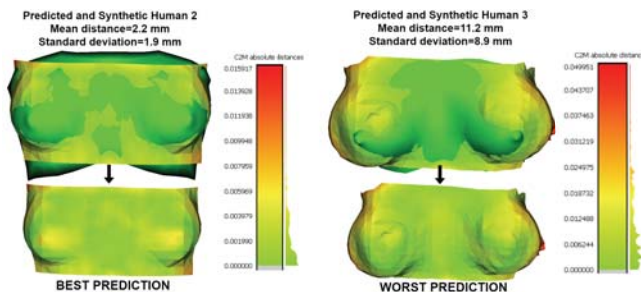 Predicted and Synthetic Human 2
Mean distance=2.2 mm
Standard deviation=1.9 mm
C2M absolute distances
0.015917
0.013928
0.011938
0.009948
0.007959
0.005969
0.003979
0.001990
0.000000
BEST PREDICTION
Predicted and Synthetic Human 3
Mean distance=11.2 mm
Standard deviation=8.9 mm
C2M absolute distanc
0.049951
0.043707
0.037463
0.031219
0.024975
0.018732
0.012488
0.006244
0.000000
WORST PREDICTION